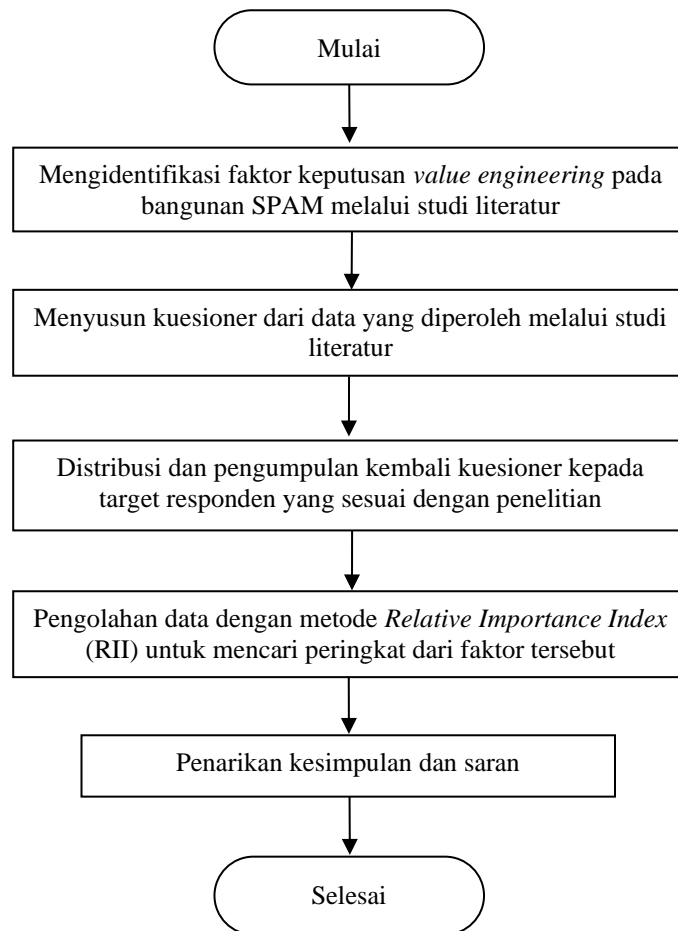 Mulai
Mengidentifikasi faktor keputusan value engineering pada
bangunan SPAM melalui studi literatur
Menyusun kuesioner dari data yang diperoleh melalui studi
literatur
Distribusi dan pengumpulan kembali kuesioner kepada
target responden yang sesuai dengan penelitian
Pengolahan data dengan metode Relative Importance Index
(RII) untuk mencari peringkat dari faktor tersebut
Penarikan kesimpulan dan saran
Selesai